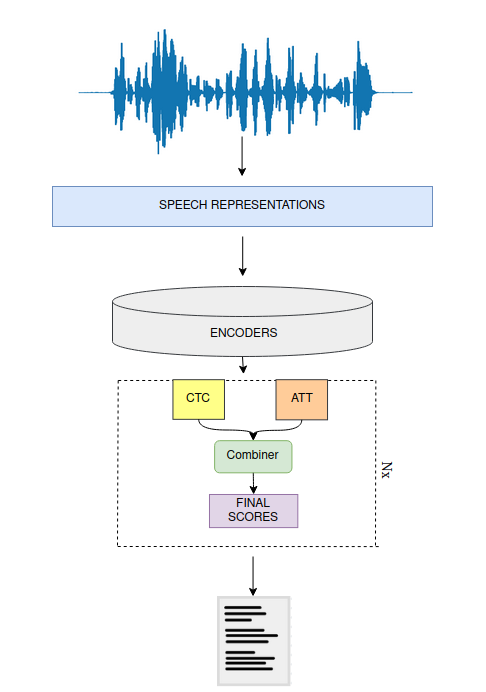 SPEECH REPRESENTATIONS
ENCODERS
CTC
ATT
Combiner
FINAL
SCORES
Nx